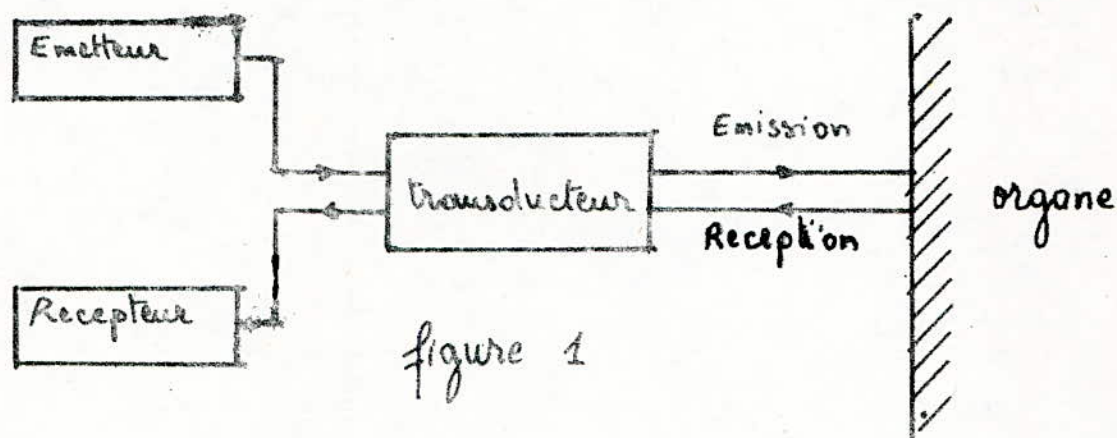 Emetteur
Emission
transducteur
organe
Reception
Recepteur
figure 1